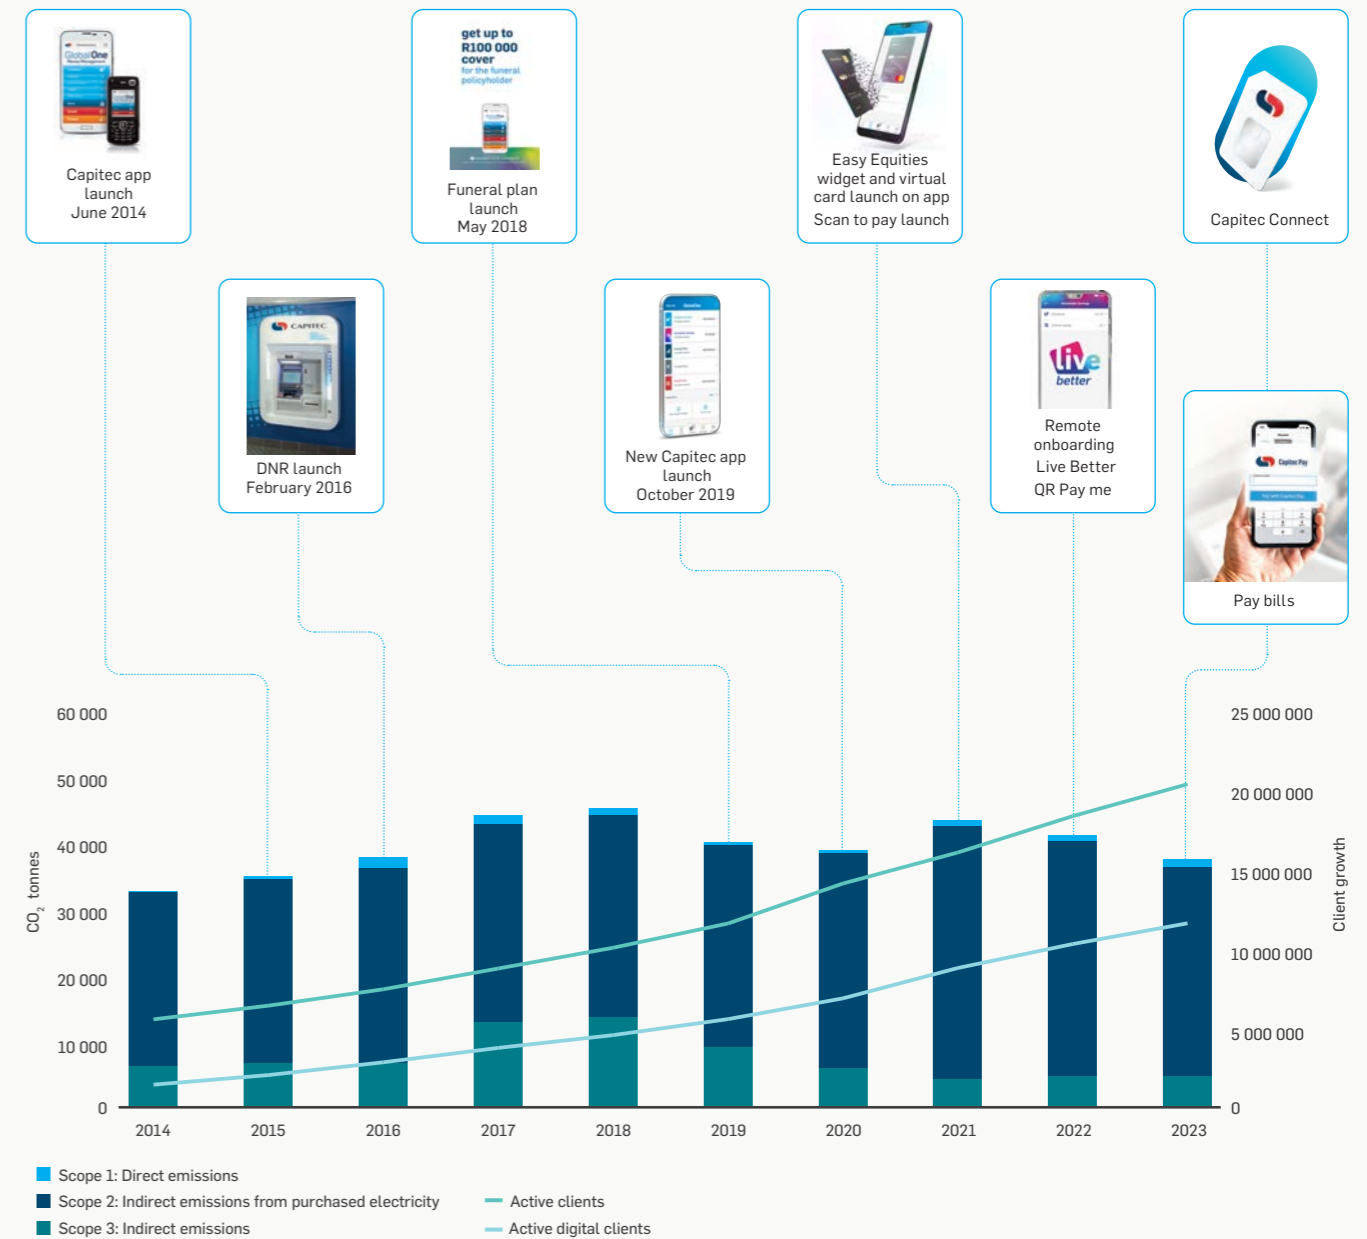 GlobalOne
Capitec app
launch
June 2014
get up to
R100 000
cover
for the funeral
policyholder
Funeral plan
launch
May 2018
Easy Equities
widget and virtual
card launch on app
Scan to pay launch
Capitec Connect
CAPITEC
DNR launch
February 2016
New Capitec app
launch
October 2019
live
better
Remote
onboarding
Live Better
QR Pay me
Capitec Pay
Pay bills
60 000
50 000
40 000
30 000
20 000
10 000
0
CO₂ tonnes
25 000 000
20 000 000
15 000 000
10 000 000
5 000 000
0
Client growth
2014 2015 2016 2017 2018 2019 2020 2021 2022 2023
Scope 1: Direct emissions
Scope 2: Indirect emissions from purchased electricity
Scope 3: Indirect emissions
Active clients
Active digital clients